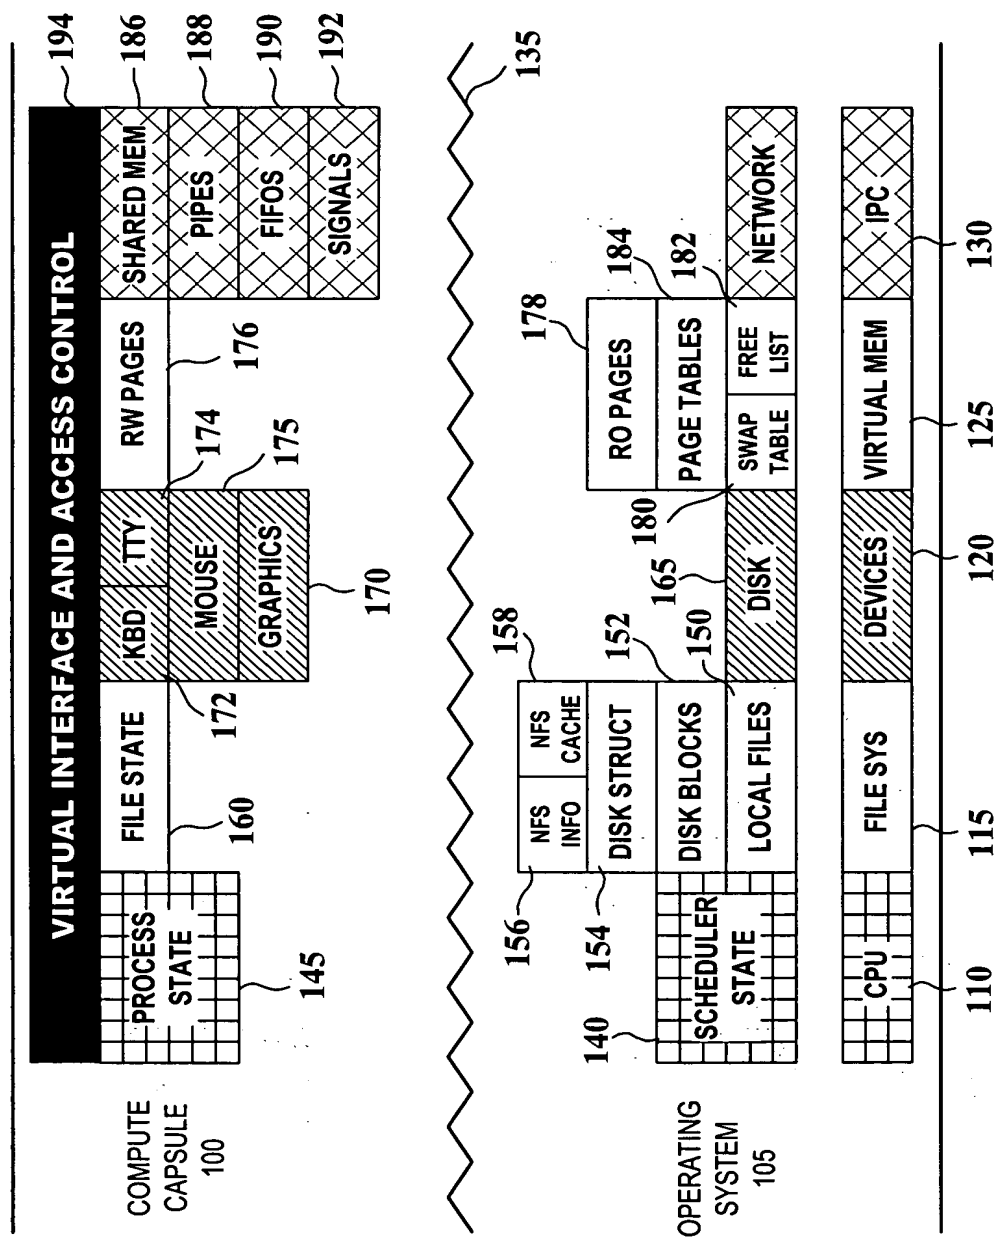 VIRTUAL INTERFACE AND ACCESS CONTROL
194
COMPUTE
CAPSULE
100
PROCESS
STATE
145
FILE STATE
160
KBD
TTY
172
174
MOUSE
175
GRAPHICS
170
RW PAGES
176
SHARED MEM
186
PIPES
188
FIFOS
190
SIGNALS
192
135
OPERATING
SYSTEM
105
SCHEDULER
STATE
140
NFS
INFO
156
NFS
CACHE
158
DISK STRUCT
154
DISK BLOCKS
152
LOCAL FILES
150
DISK
165
RO PAGES
178
PAGE TABLES
184
SWAP
TABLE
180
FREE
LIST
182
NETWORK
CPU
110
FILE SYS
115
DEVICES
120
VIRTUAL MEM
125
IPC
130